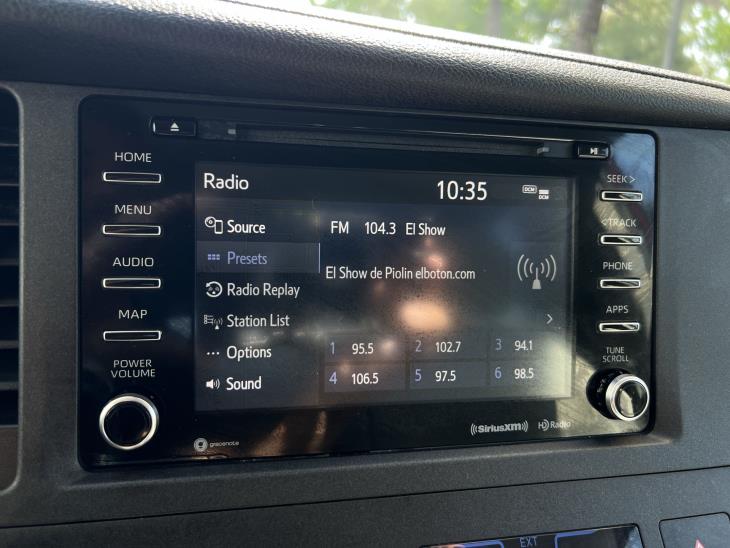 HOME
MENU
AUDIO
MAP
POWER
VOLUME
Radio
10:35
DCM
DCM
Source
Presets
Radio Replay
Station List
Options
Sound
FM 104.3 El Show
El Show de Piolin elboton.com
1 95.5 2 102.7 3 94.1
4 106.5 5 97.5 6 98.5
SEEK >
< TRACK
PHONE
APPS
TUNE
SCROLL
gracenote
SiriusXM
HD Radio
EXT